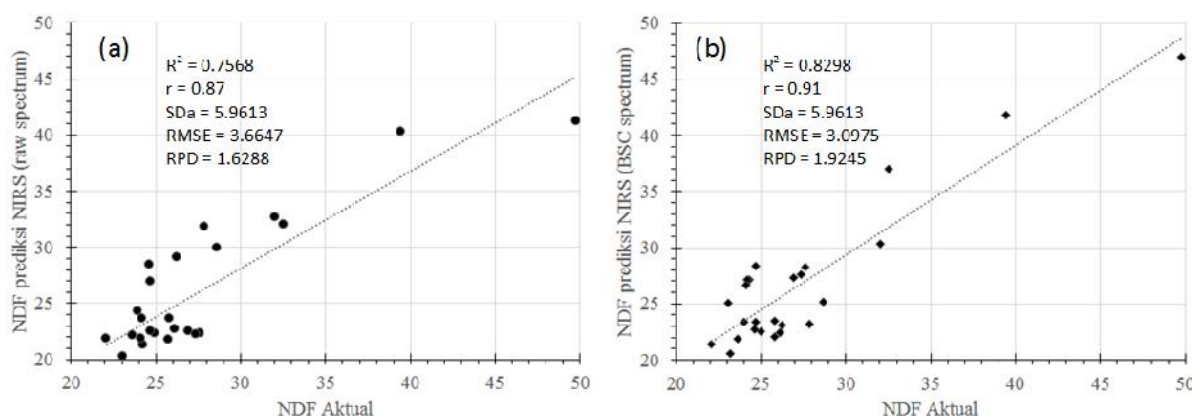 (a)
R² = 0.7568
r = 0.87
SDa = 5.9613
RMSE = 3.6647
RPD = 1.6288
NDF prediksi NIRS (raw spectrum)
50
45
40
35
30
25
20
20 25 30 35 40 45 50
NDF Aktual
(b)
R² = 0.8298
r = 0.91
SDa = 5.9613
RMSE = 3.0975
RPD = 1.9245
NDF prediksi NIRS (BSC spectrum)
50
45
40
35
30
25
20
20 25 30 35 40 45 50
NDF Aktual